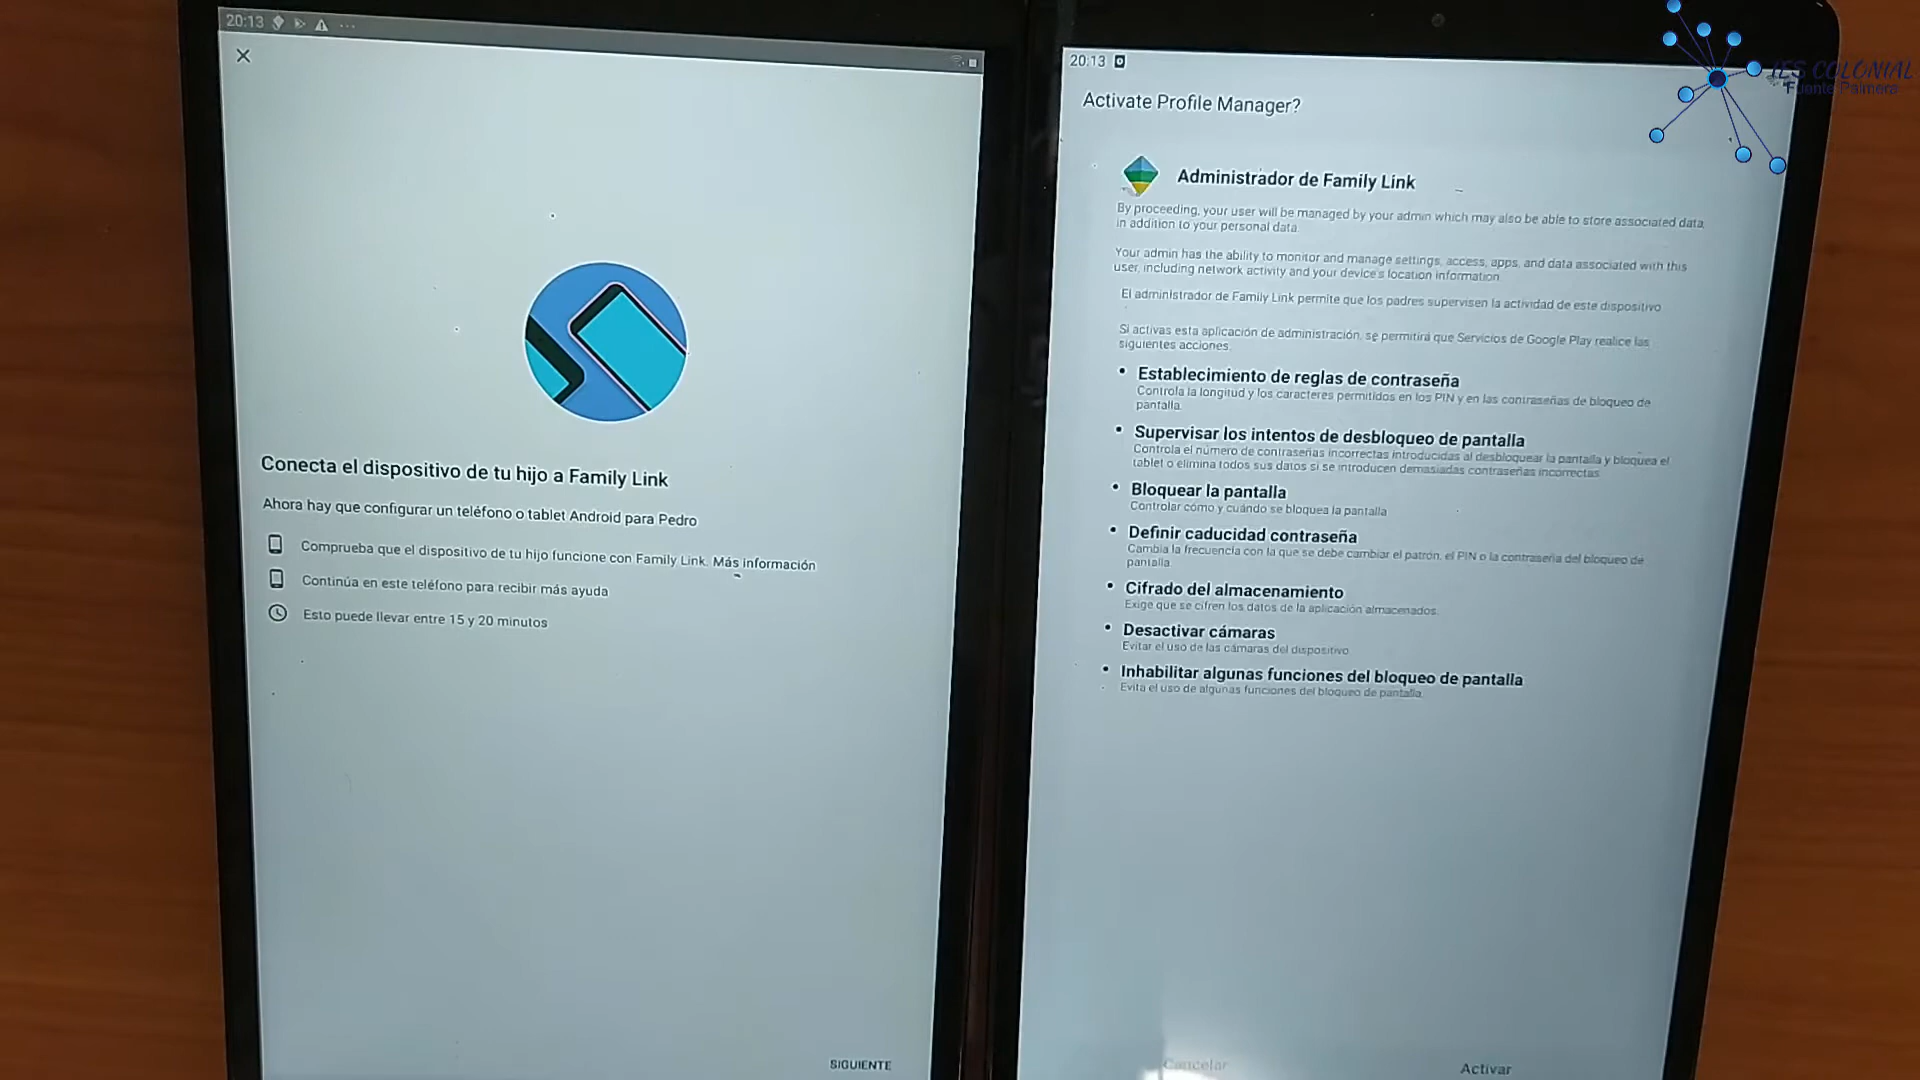 20:13
Conecta el dispositivo de tu hijo a Family Link
Ahora hay que configurar un teléfono o tablet Android para Pedro
Comprueba que el dispositivo de tu hijo funcione con Family Link. Más información
Continúa en este teléfono para recibir más ayuda
Esto puede llevar entre 15 y 20 minutos
SIGUIENTE
20:13
Activate Profile Manager?
Administrador de Family Link
By proceeding, your user will be managed by your admin which may also be able to store associated data,
in addition to your personal data.
Your admin has the ability to monitor and manage settings, access, apps, and data associated with this
user, including network activity and your device's location information.
El administrador de Family Link permite que los padres supervisen la actividad de este dispositivo
Si activas esta aplicación de administración, se permitirá que Servicios de Google Play realice las
siguientes acciones:
• Establecimiento de reglas de contraseña
Controla la longitud y los caracteres permitidos en los PIN y en las contraseñas de bloqueo de
pantalla.
• Supervisar los intentos de desbloqueo de pantalla
Controla el número de contraseñas incorrectas introducidas al desbloquear la pantalla y bloquea el
tablet o elimina todos sus datos si se introducen demasiadas contraseñas incorrectas.
• Bloquear la pantalla
Controlar cómo y cuándo se bloquea la pantalla
• Definir caducidad contraseña
Cambia la frecuencia con la que se debe cambiar el patrón, el PIN o la contraseña del bloqueo de
pantalla.
• Cifrado del almacenamiento
Exige que se cifren los datos de la aplicación almacenados.
• Desactivar cámaras
Evitar el uso de las cámaras del dispositivo
• Inhabilitar algunas funciones del bloqueo de pantalla
Evita el uso de algunas funciones del bloqueo de pantalla.
Cancelar
Activar
IES COLONIAL
Fuente Palmera